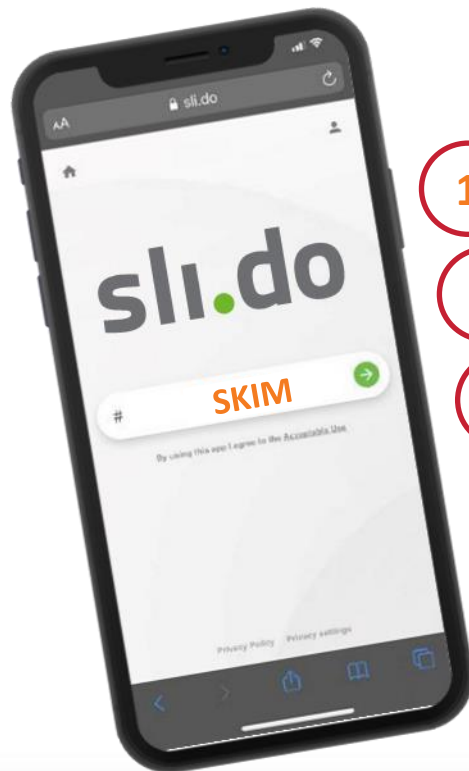 AA sli.do
sli.do
# SKIM
By using this app I agree to the Acceptable Use
Privacy Policy Privacy settings
1